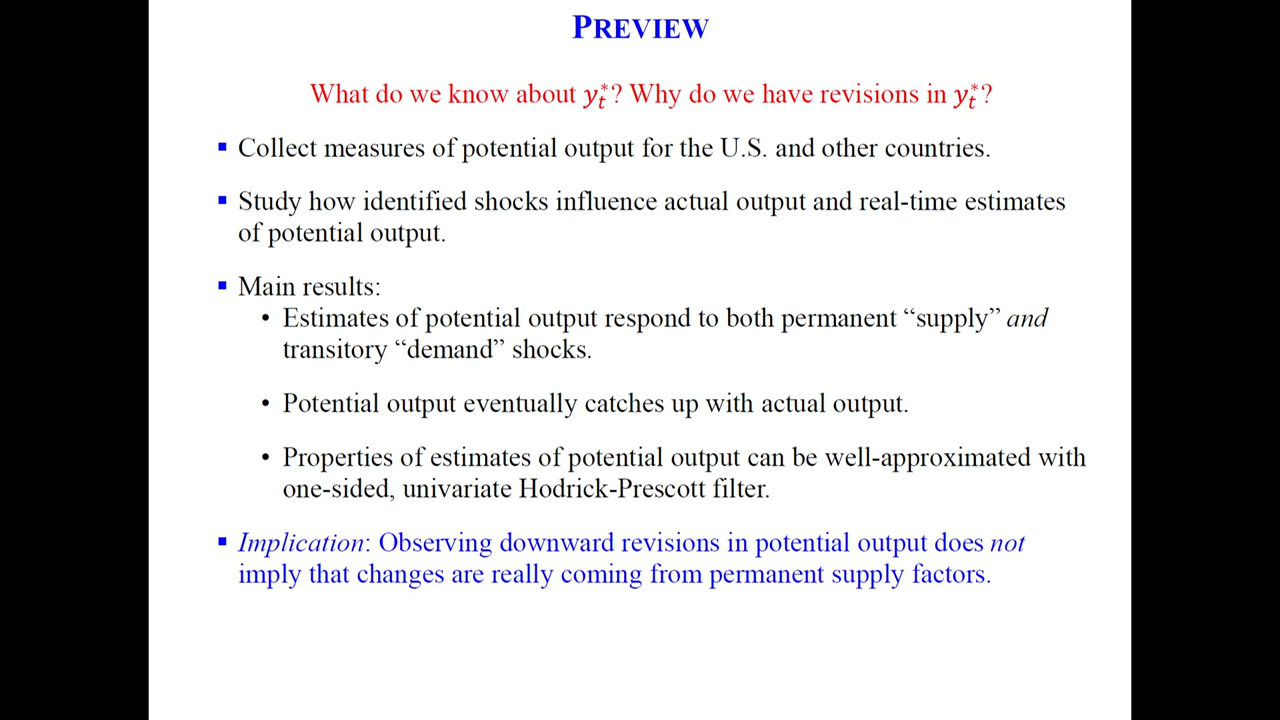 PREVIEW
What do we know about y*t? Why do we have revisions in y*t?
▪ Collect measures of potential output for the U.S. and other countries.
▪ Study how identified shocks influence actual output and real-time estimates
of potential output.
▪ Main results:
• Estimates of potential output respond to both permanent “supply” and
transitory “demand” shocks.
• Potential output eventually catches up with actual output.
• Properties of estimates of potential output can be well-approximated with
one-sided, univariate Hodrick-Prescott filter.
▪ Implication: Observing downward revisions in potential output does not
imply that changes are really coming from permanent supply factors.